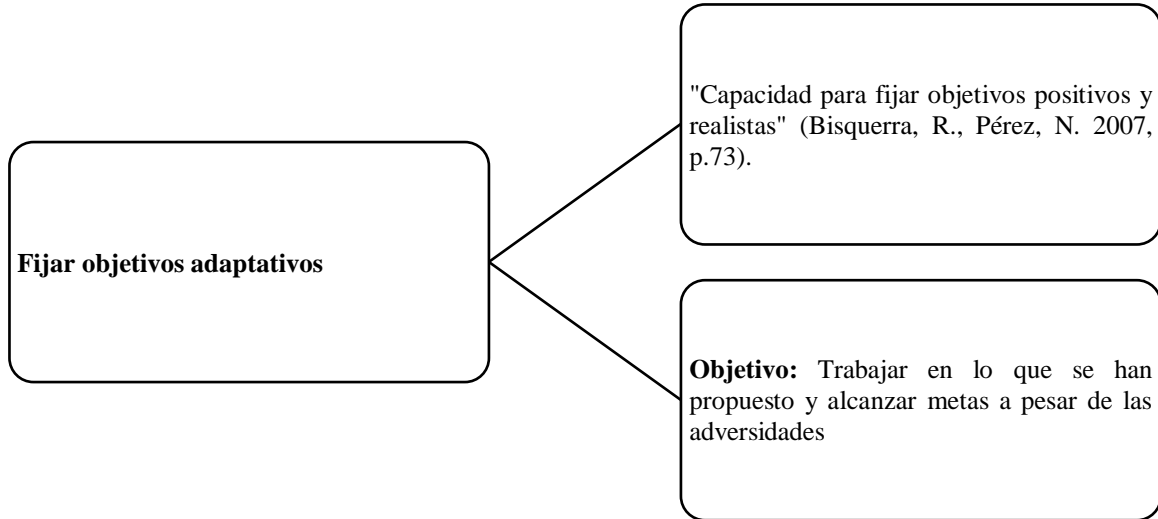 "Capacidad para fijar objetivos positivos y
realistas" (Bisquerra, R., Pérez, N. 2007,
p.73).
Fijar objetivos adaptativos
Objetivo: Trabajar en lo que se han
propuesto y alcanzar metas a pesar de las
adversidades